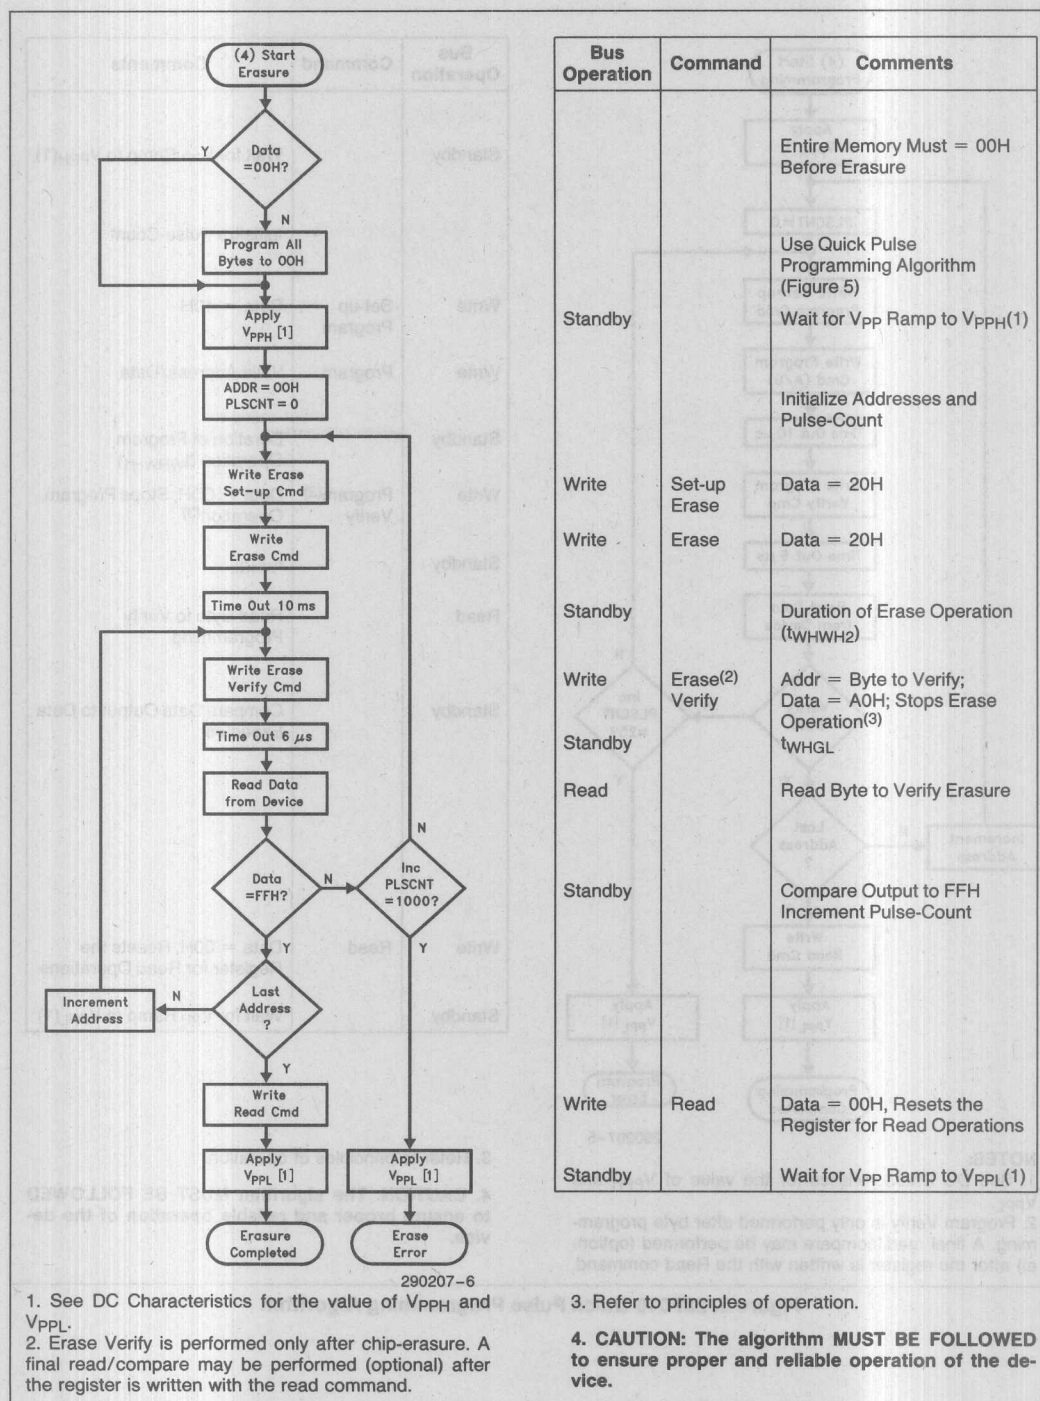 (4) Start
Erasure
Data
=00H?
Y
N
Program All
Bytes to 00H
Apply
VPPH [1]
ADDR = 00H
PLSCNT = 0
Write Erase
Set-up Cmd
Write
Erase Cmd
Time Out 10 ms
Write Erase
Verify Cmd
Time Out 6 µs
Read Data
from Device
Data
=FFH?
N
Inc
PLSCNT
=1000?
N
Y
Y
Last
Address
?
N
Increment
Address
Y
Write
Read Cmd
Apply
VPPL [1]
Apply
VPPL [1]
Erasure
Completed
Erase
Error
290207-6
Bus
Operation
Command
Comments
Entire Memory Must = 00H
Before Erasure
Use Quick Pulse
Programming Algorithm
(Figure 5)
Standby Wait for VPP Ramp to VPPH(1)
Initialize Addresses and
Pulse-Count
Write Set-up Data = 20H
Erase
Write Erase Data = 20H
Standby Duration of Erase Operation
(tWHWH2)
Write Erase(2) Addr = Byte to Verify;
Verify Data = A0H; Stops Erase
Operation(3)
Standby tWHGL
Read Read Byte to Verify Erasure
Standby Compare Output to FFH
Increment Pulse-Count
Write Read Data = 00H, Resets the
Register for Read Operations
Standby Wait for VPP Ramp to VPPL(1)
1. See DC Characteristics for the value of VPPH and
VPPL.
2. Erase Verify is performed only after chip-erasure. A
final read/compare may be performed (optional) after
the register is written with the read command.
3. Refer to principles of operation.
4. CAUTION: The algorithm MUST BE FOLLOWED
to ensure proper and reliable operation of the de-
vice.